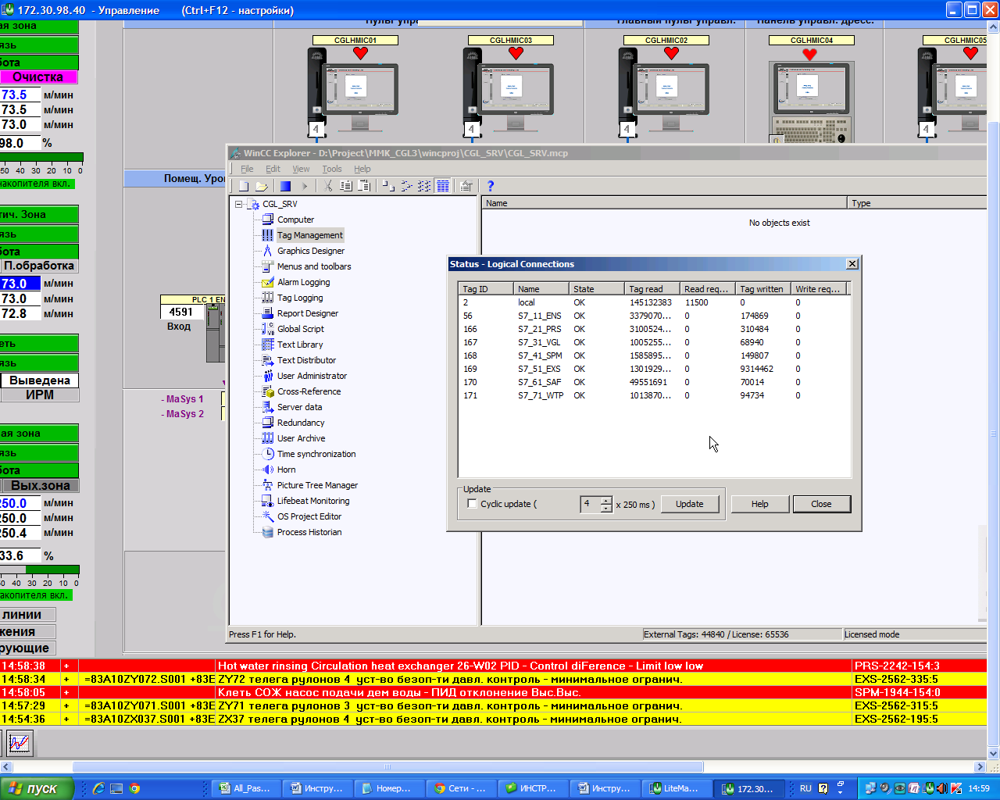 172.30.98.40 - Управление (Ctrl+F12 - настройки)
CGLHMIC01
CGLHMIC03
CGLHMIC02
CGLHMIC04
CGLHMIC05
4
4
4
4
Очистка
73.5 м/мин
73.5 м/мин
73.0 м/мин
98.0 %
50 40 30 20 10 0
накопителя вкл.
П.обработка
73.0 м/мин
73.0 м/мин
72.8 м/мин
Выведена
ИРМ
ая зона
Вых.зона
250.0 м/мин
250.0 м/мин
250.4 м/мин
33.6 %
40 30 20 10 0
накопителя вкл.
линии
рующие
PLC 1 EN
4591
Вход
- MaSys 1
- MaSys 2
WinCC Explorer - D:\Project\MMK_CGL3\wincproj\CGL_SRV\CGL_SRV.mcp
File Edit View Tools Help
CGL_SRV
Computer
Tag Management
Graphics Designer
Menus and toolbars
Alarm Logging
Tag Logging
Report Designer
Global Script
Text Library
Text Distributor
User Administrator
Cross-Reference
Server data
Redundancy
User Archive
Time synchronization
Horn
Picture Tree Manager
Lifebeat Monitoring
OS Project Editor
Process Historian
Name Type
No objects exist
Status - Logical Connections
Tag ID Name State Tag read Read req... Tag written Write req...
2 local OK 145132383 11500 0 0
56 S7_11_ENS OK 3379070... 0 174869 0
166 S7_21_PRS OK 3100524... 0 310484 0
167 S7_31_VGL OK 1005255... 0 68940 0
168 S7_41_SPM OK 1585895... 0 149807 0
169 S7_51_EXS OK 1301929... 0 9314462 0
170 S7_61_SAF OK 49551691 0 70014 0
171 S7_71_WTP OK 1013870... 0 94734 0
Update
Cyclic update ( 4 x 250 ms ) Update Help Close
Press F1 for Help. External Tags: 44840 / License: 65536 Licensed mode
14:58:38 + Hot water rinsing Circulation heat exchanger 26-W02 PID - Control diFerence - Limit low low PRS-2242-154:3
14:58:34 + =83A10ZY072.S001 +83E ZY72 телега рулонов 4 уст-во безоп-ти давл. контроль - минимальное огранич. EXS-2562-335:5
14:58:05 + Клеть СОЖ насос подачи дем воды - ПИД отклонение Выс.Выс. SPM-1944-154:0
14:57:29 + =83A10ZY071.S001 +83E ZY71 телега рулонов 3 уст-во безоп-ти давл. контроль - минимальное огранич. EXS-2562-315:5
14:54:36 + =83A10ZX037.S001 +83E ZX37 телега рулонов 4 уст-во безоп-ти давл. контроль - минимальное огранич. EXS-2562-195:5
пуск All_Pas... Инстру... Номер... Сети - ... ИНСТР... Инстру... LiteMa... 172.30... RU 14:59